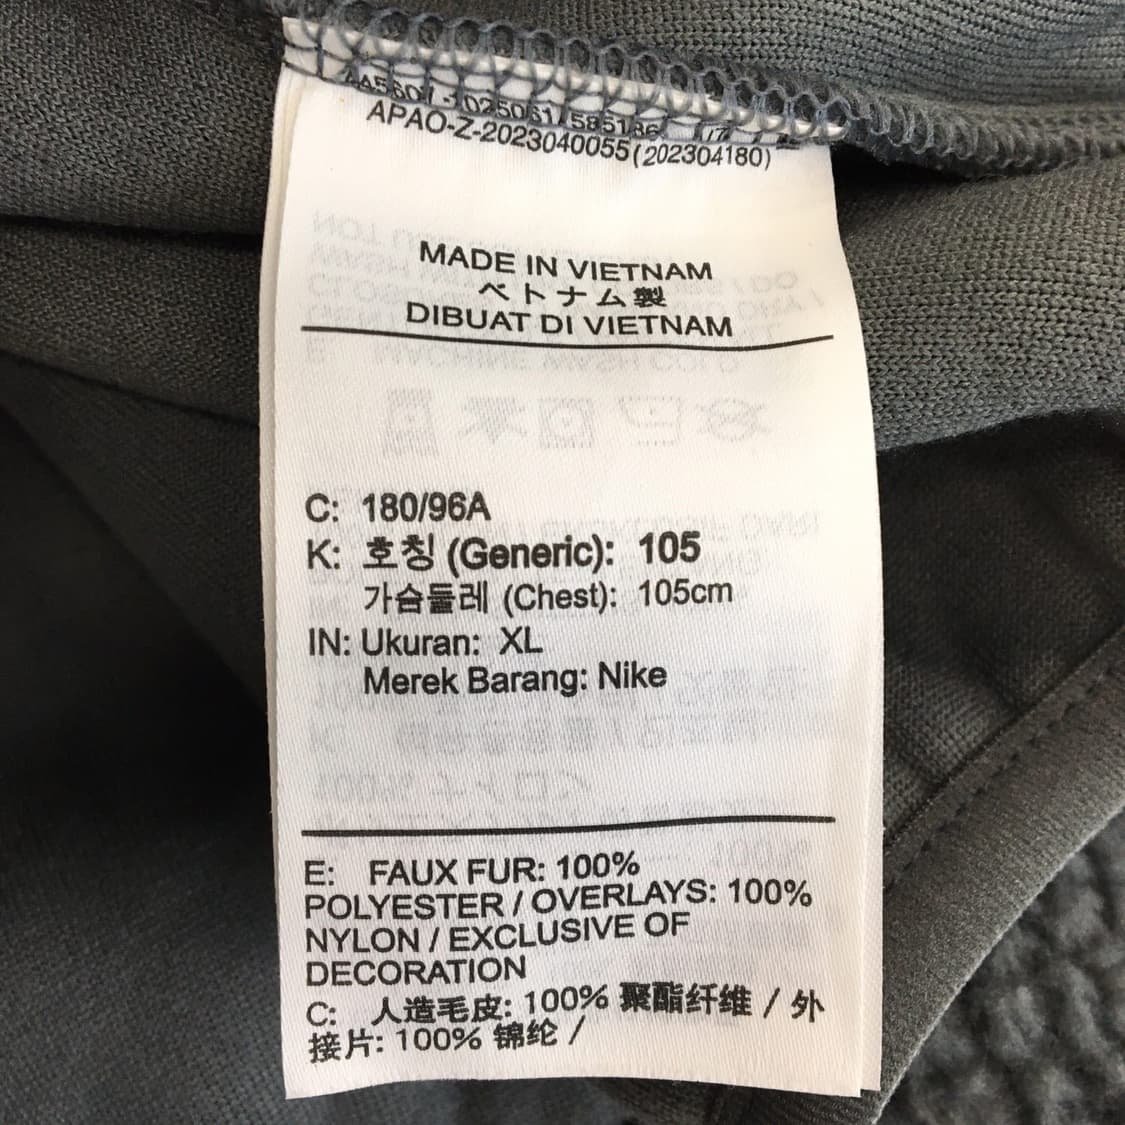 APAO-Z-2023040055(202304180)
MADE IN VIETNAM
ベトナム製
DIBUAT DI VIETNAM
C: 180/96A
K: 호칭 (Generic): 105
가슴둘레 (Chest): 105cm
IN: Ukuran: XL
Merek Barang: Nike
E: FAUX FUR: 100%
POLYESTER / OVERLAYS: 100%
NYLON / EXCLUSIVE OF
DECORATION
C: 人造毛皮: 100% 聚酯纤维 / 外
接片: 100% 锦纶 /